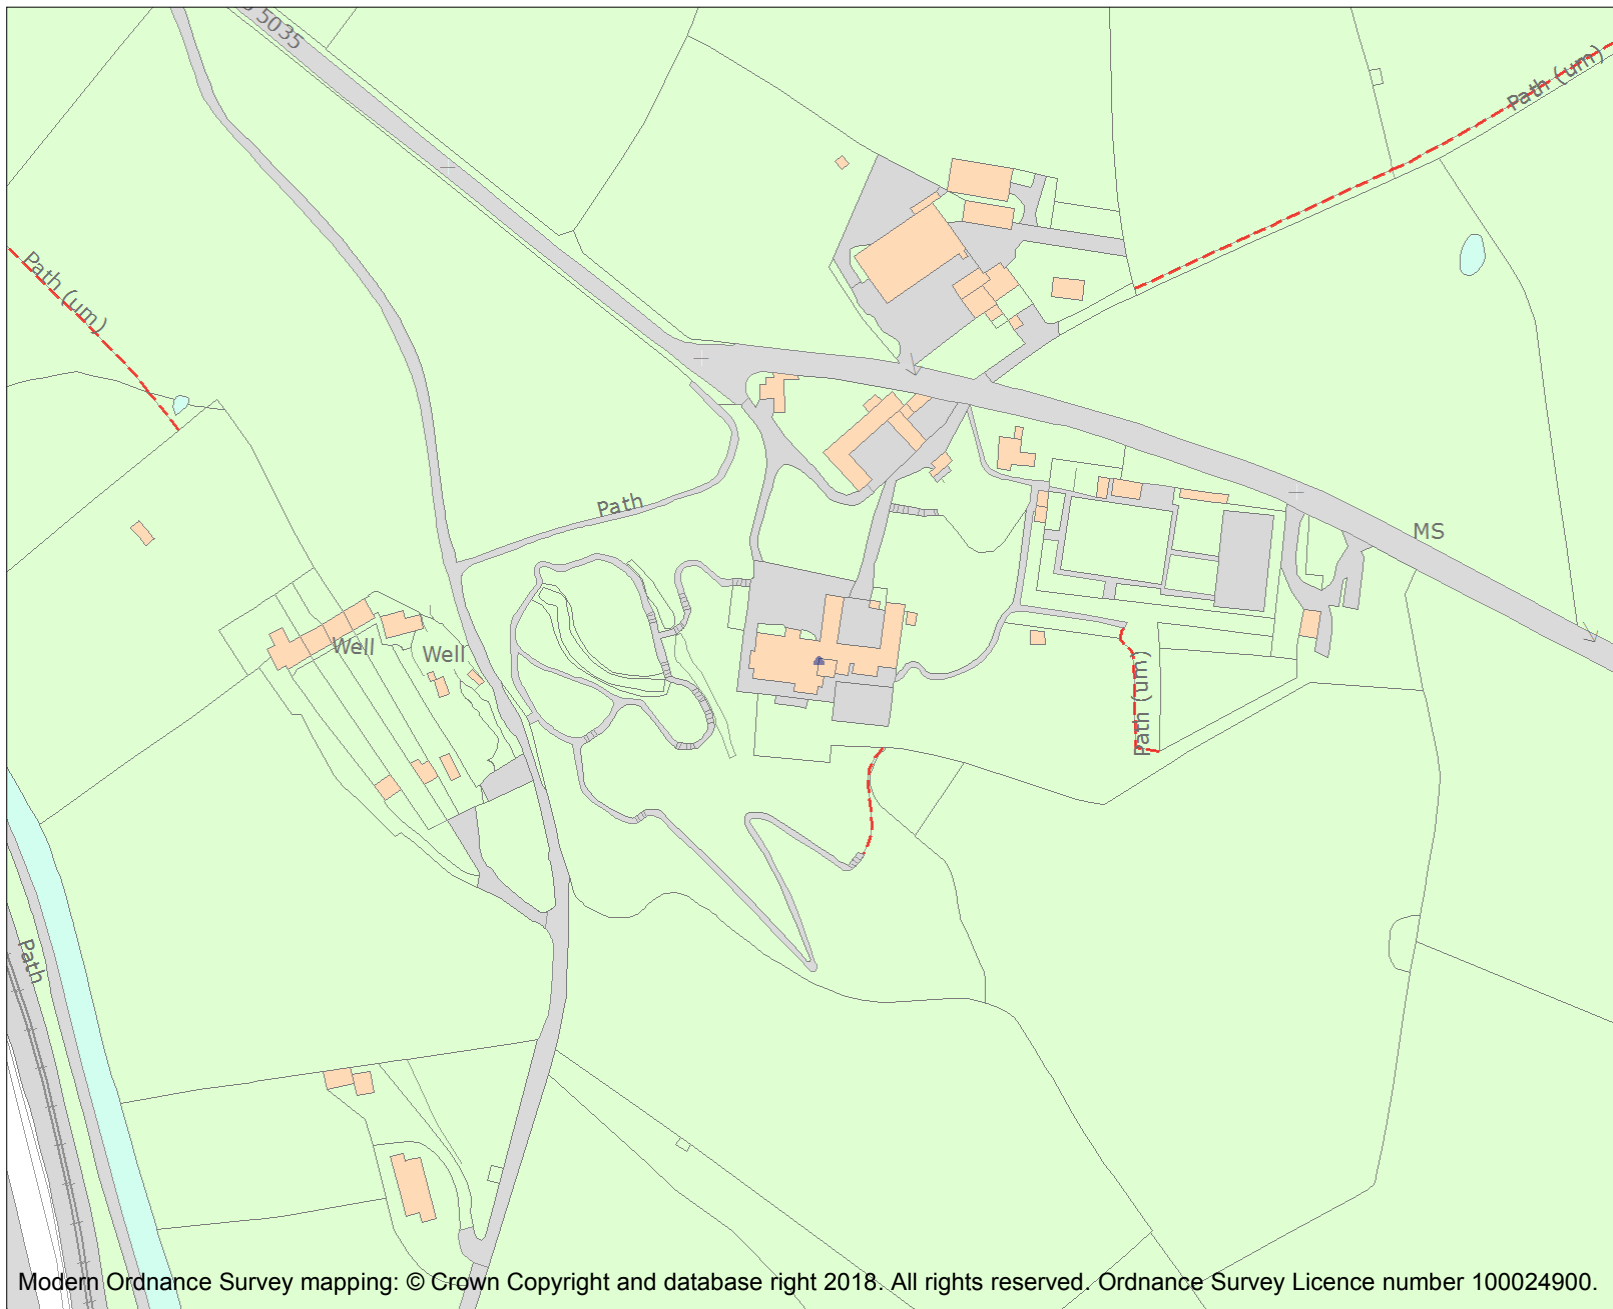 5035
Path (um)
Path (um)
Path
MS
Well
Well
Path (um)
Path
Modern Ordnance Survey mapping: © Crown Copyright and database right 2018. All rights reserved. Ordnance Survey Licence number 100024900.